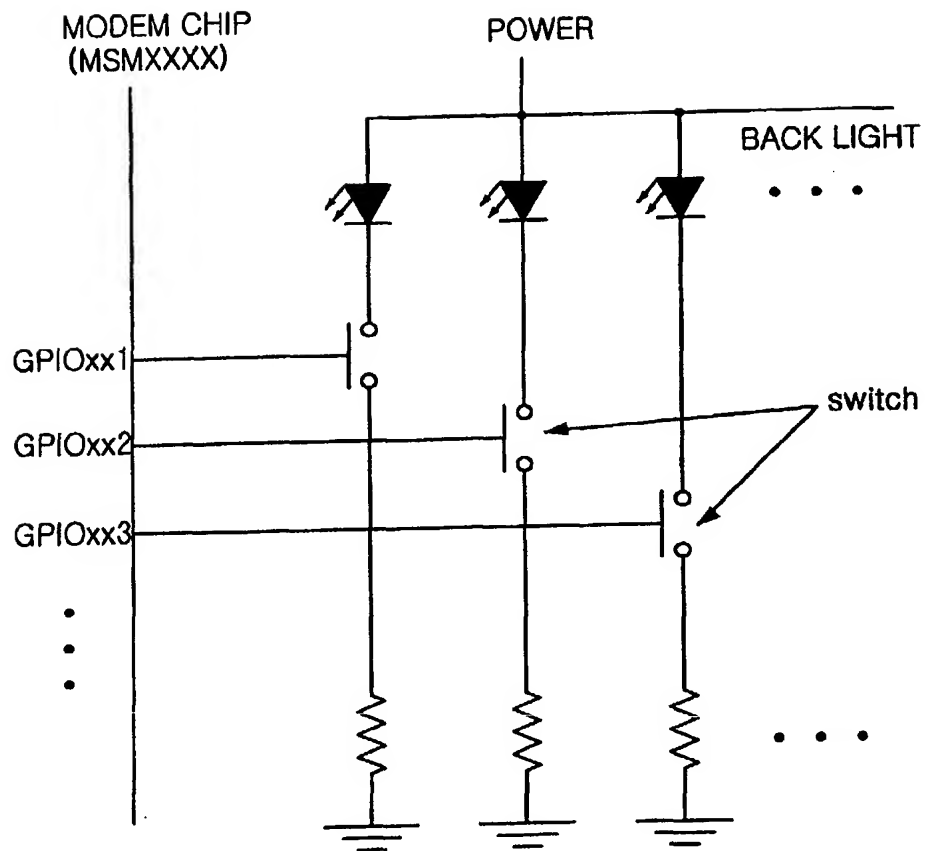 MODEM CHIP
(MSMXXXX)
POWER
BACK LIGHT
GPIOxx1
GPIOxx2
switch
GPIOxx3